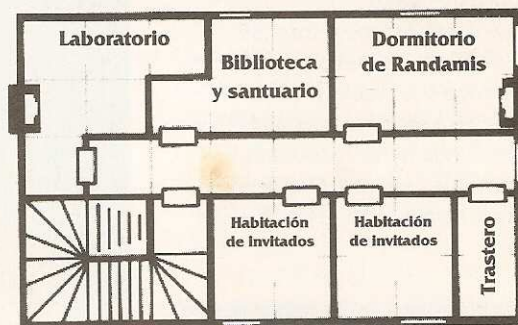 Laboratorio
Biblioteca
y santuario
Dormitorio
de Randamis
Habitación
de invitados
Habitación
de invitados
Trastero